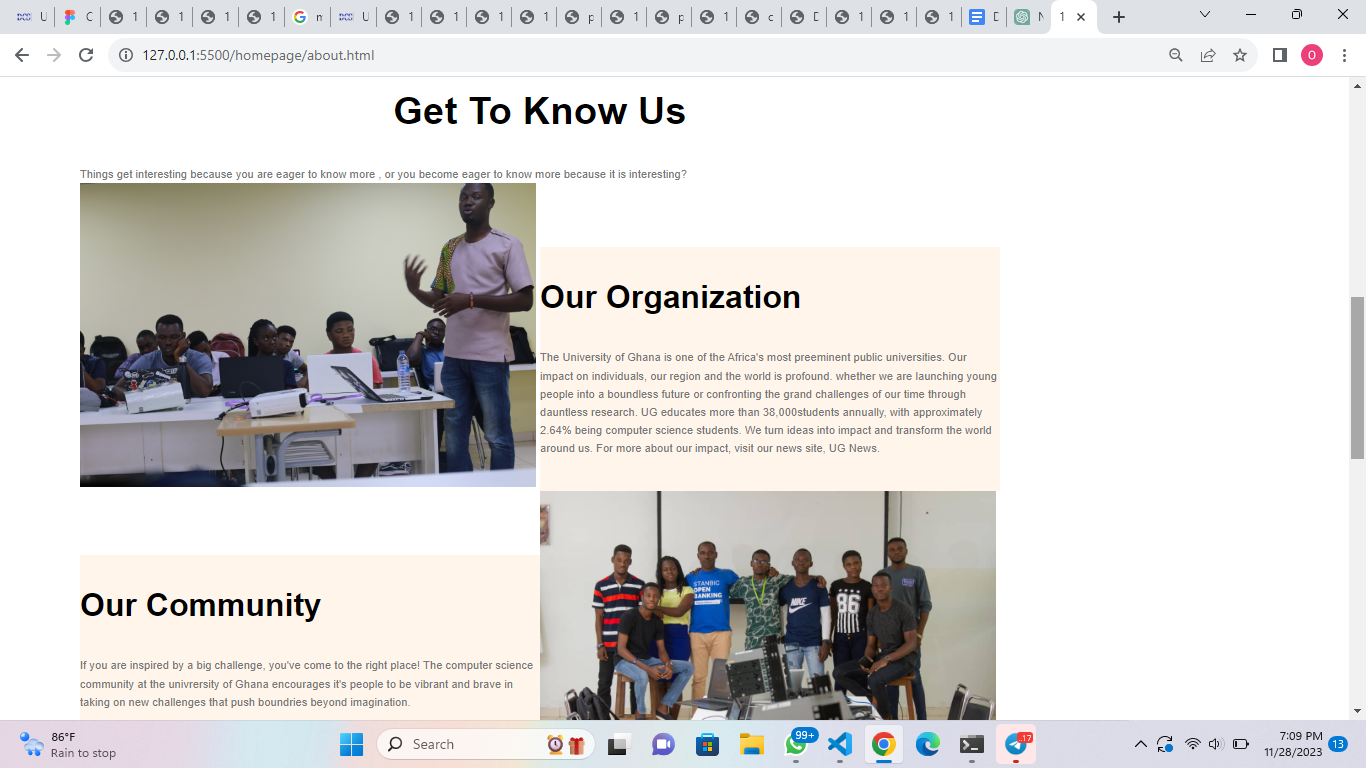 U
C
1
1
1
1
m
U
1
1
1
1
p
1
p
1
c
D
1
1
1
D
N
1
127.0.0.1:5500/homepage/about.html
O
Get To Know Us
Things get interesting because you are eager to know more , or you become eager to know more because it is interesting?
Our Organization
The University of Ghana is one of the Africa's most preeminent public universities. Our
impact on individuals, our region and the world is profound. whether we are launching young
people into a boundless future or confronting the grand challenges of our time through
dauntless research. UG educates more than 38,000students annually, with approximately
2.64% being computer science students. We turn ideas into impact and transform the world
around us. For more about our impact, visit our news site, UG News.
STANBIC
OPEN
BANKING
NIKE
86
Our Community
If you are inspired by a big challenge, you've come to the right place! The computer science
community at the univrersity of Ghana encourages it's people to be vibrant and brave in
taking on new challenges that push boundries beyond imagination.
86°F
Rain to stop
Search
99+
17
7:09 PM
11/28/2023
13